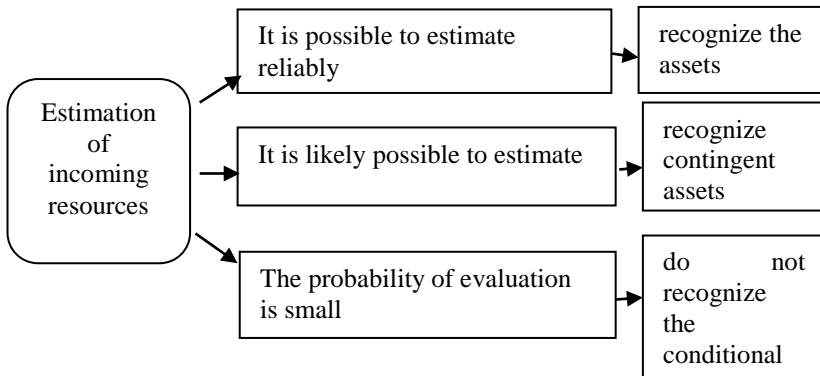 Estimation
of
incoming
resources
It is possible to estimate
reliably
recognize the
assets
It is likely possible to estimate
recognize
contingent
assets
The probability of evaluation
is small
do not
recognize
the
conditional